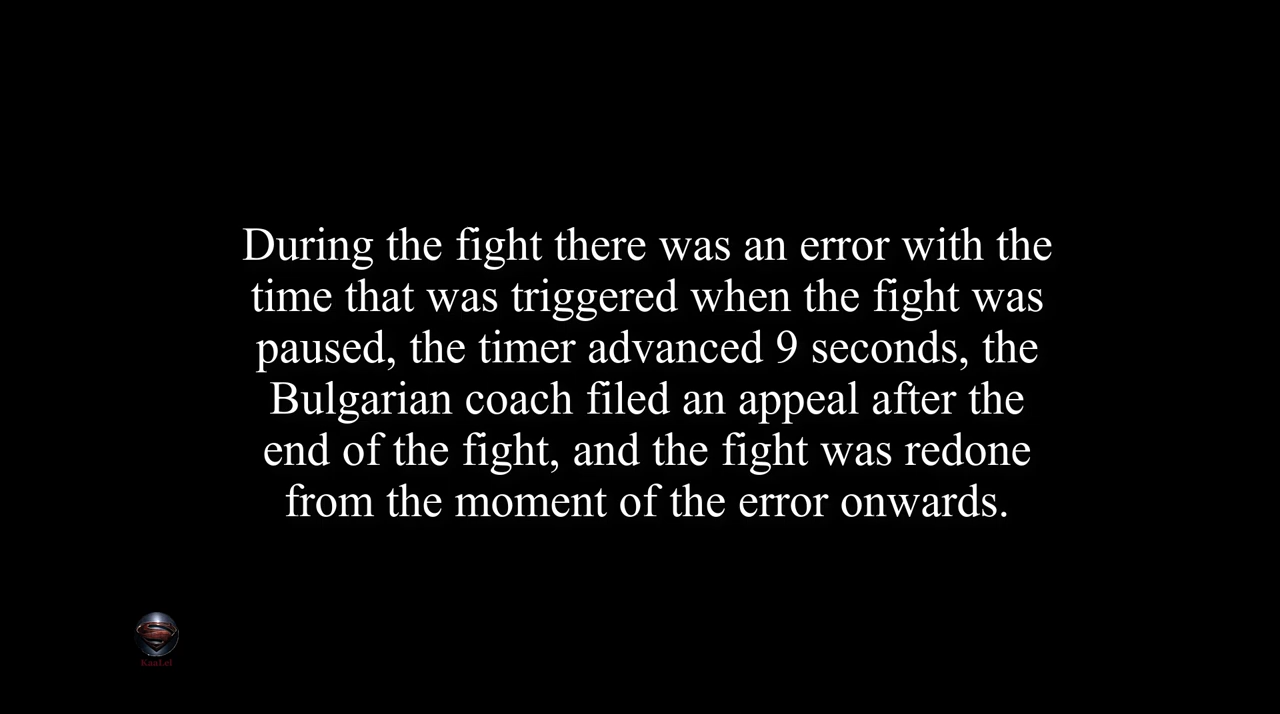 During the fight there was an error with the
time that was triggered when the fight was
paused, the timer advanced 9 seconds, the
Bulgarian coach filed an appeal after the
end of the fight, and the fight was redone
from the moment of the error onwards.
KaaLel